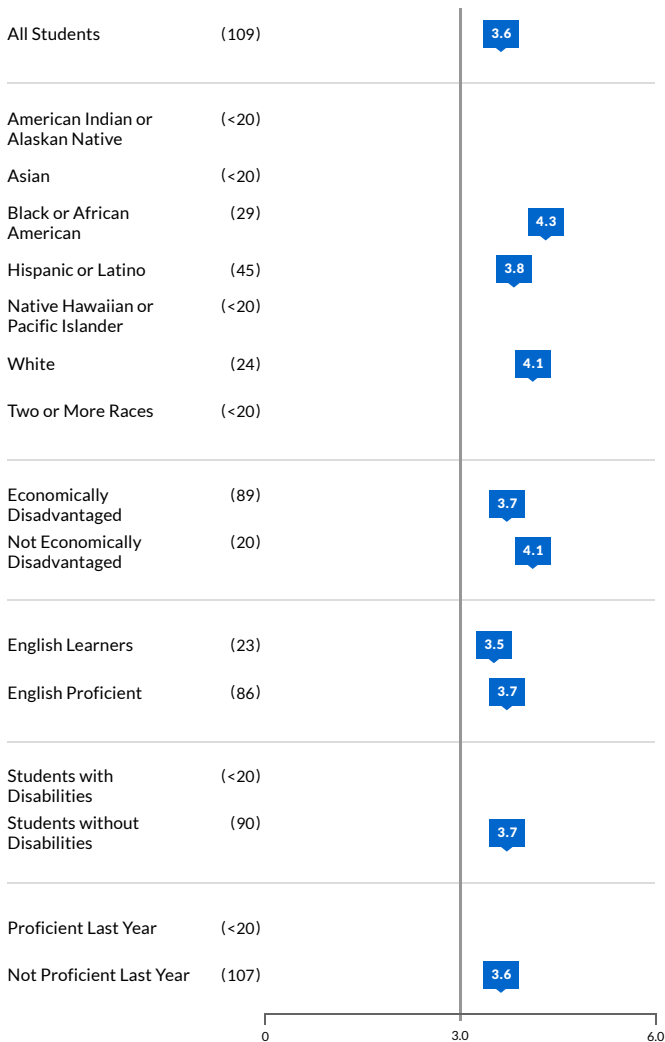 All Students (109) 3.6
American Indian or (<20)
Alaskan Native
Asian (<20)
Black or African (29) 4.3
American
Hispanic or Latino (45) 3.8
Native Hawaiian or (<20)
Pacific Islander
White (24) 4.1
Two or More Races (<20)
Economically (89) 3.7
Disadvantaged
Not Economically (20) 4.1
Disadvantaged
English Learners (23) 3.5
English Proficient (86) 3.7
Students with (<20)
Disabilities
Students without (90) 3.7
Disabilities
Proficient Last Year (<20)
Not Proficient Last Year (107) 3.6
0 3.0 6.0